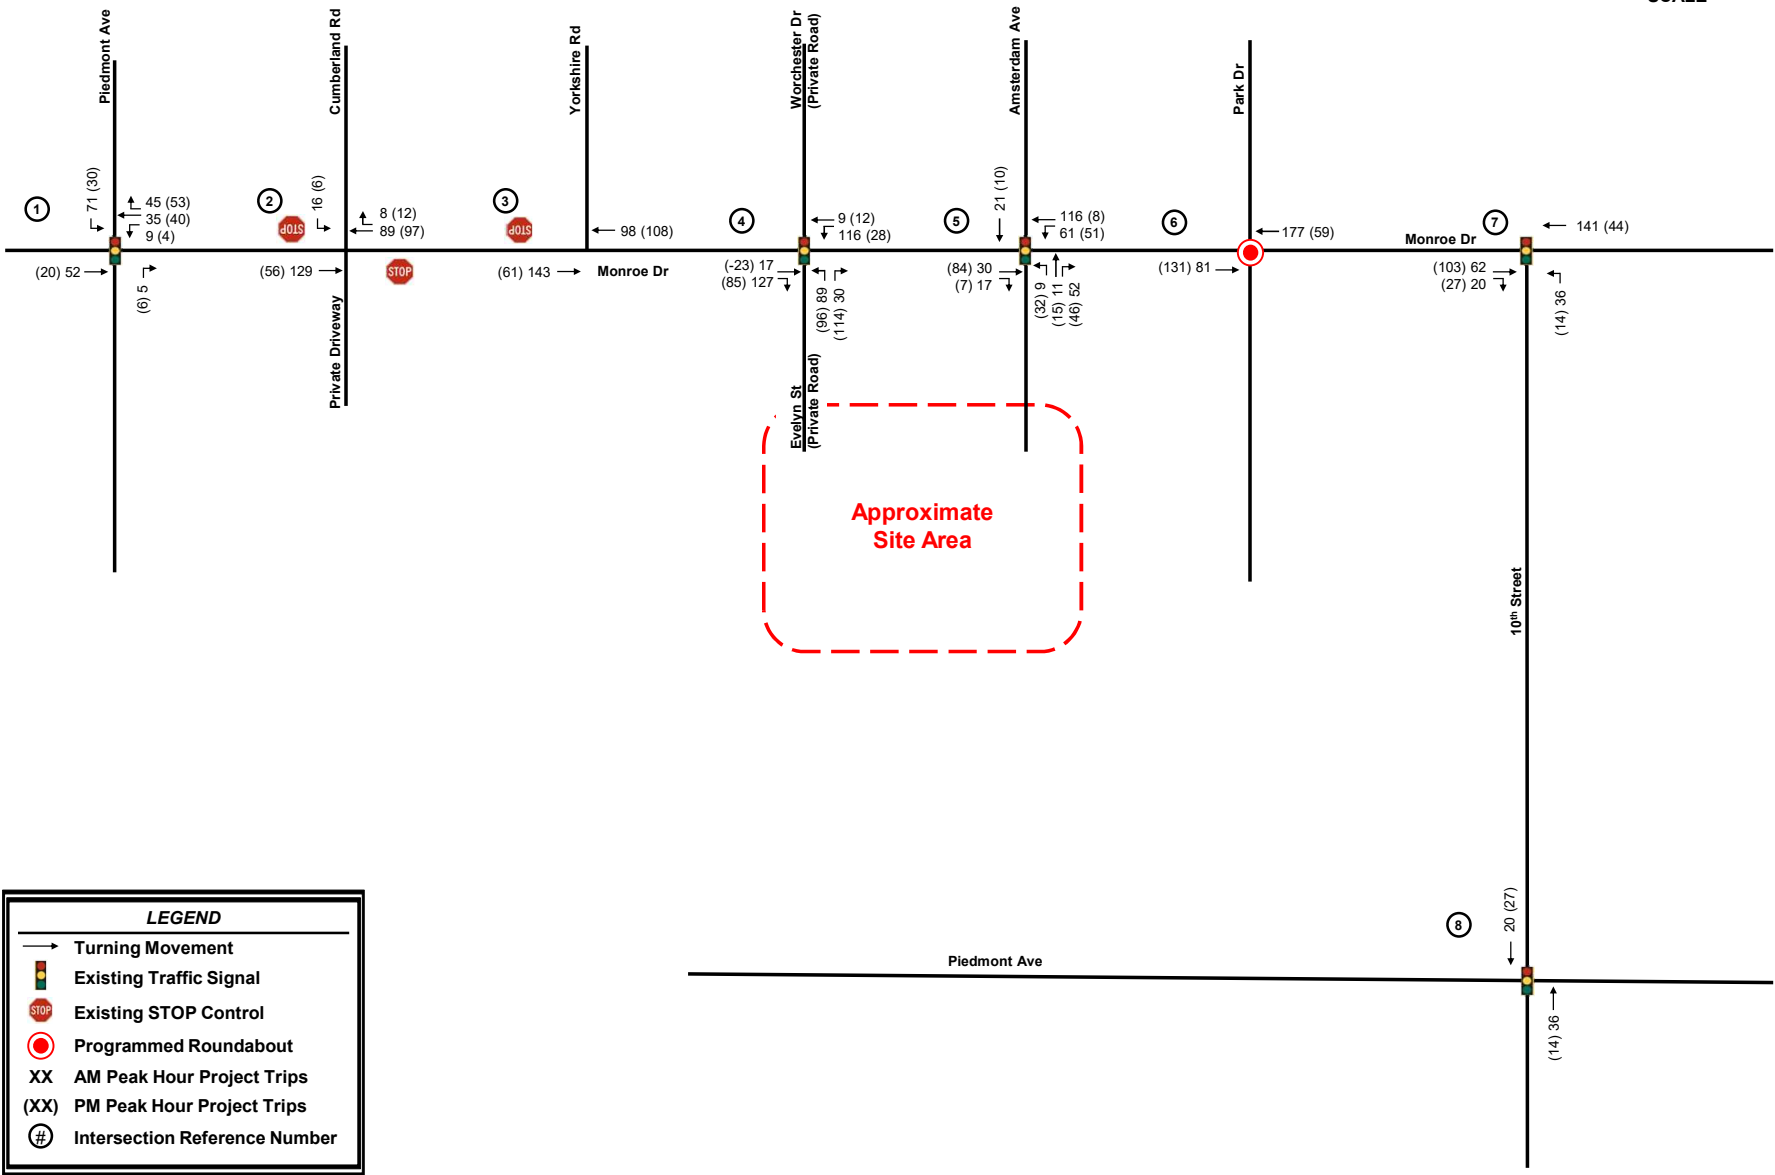 Piedmont Ave
Cumberland Rd
Yorkshire Rd
Worchester Dr
(Private Road)
Amsterdam Ave
Park Dr
1
71 (30)
45 (53)
35 (40)
9 (4)
(20) 52
(6) 5
2
STOP
16 (6)
8 (12)
89 (97)
(56) 129
STOP
Private Driveway
3
STOP
98 (108)
(61) 143
Monroe Dr
4
9 (12)
116 (28)
(-23) 17
(85) 127
(96) 89
(114) 30
Evelyn St
(Private Road)
5
21 (10)
116 (8)
61 (51)
(84) 30
(7) 17
(32) 9
(15) 11
(46) 52
6
177 (59)
(131) 81
Monroe Dr
7
141 (44)
(103) 62
(27) 20
(14) 36
Approximate
Site Area
10th Street
8
20 (27)
Piedmont Ave
(14) 36
LEGEND
Turning Movement
Existing Traffic Signal
STOP Existing STOP Control
Programmed Roundabout
XX AM Peak Hour Project Trips
(XX) PM Peak Hour Project Trips
# Intersection Reference Number